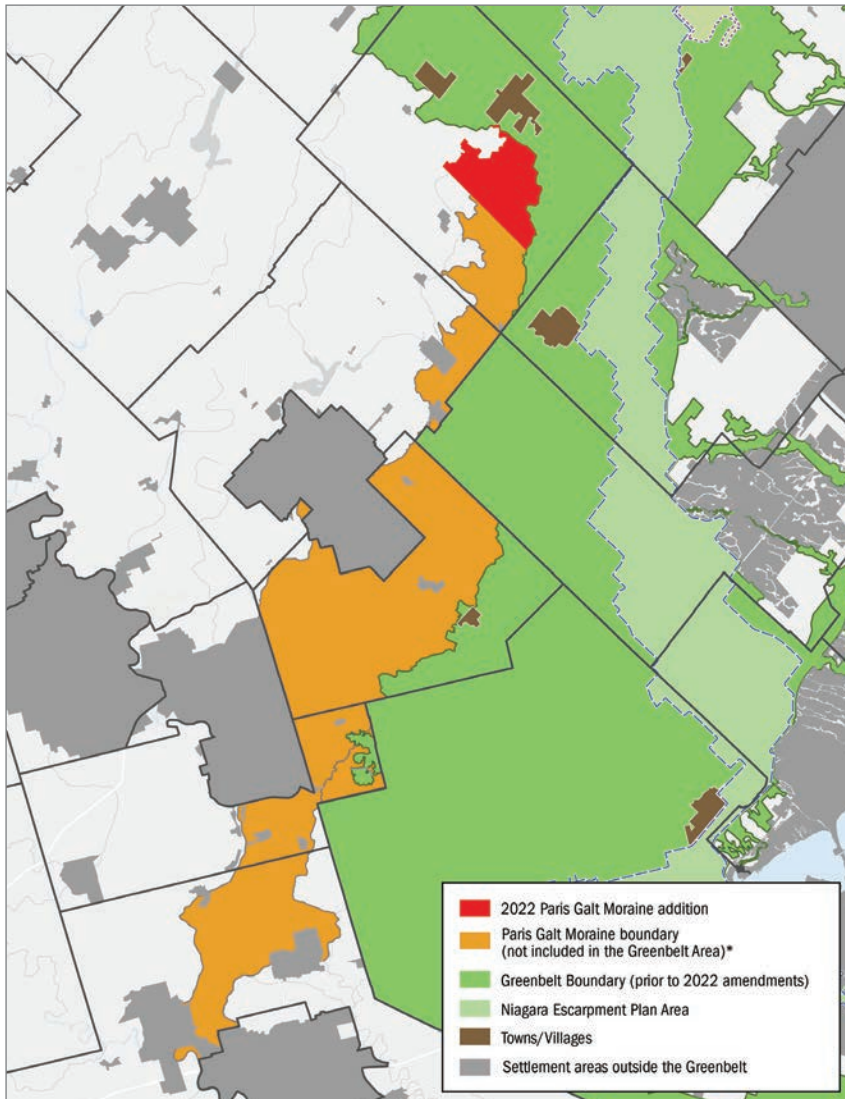 2022 Paris Galt Moraine addition
Paris Galt Moraine boundary
(not included in the Greenbelt Area)*
Greenbelt Boundary (prior to 2022 amendments)
Niagara Escarpment Plan Area
Towns/Villages
Settlement areas outside the Greenbelt